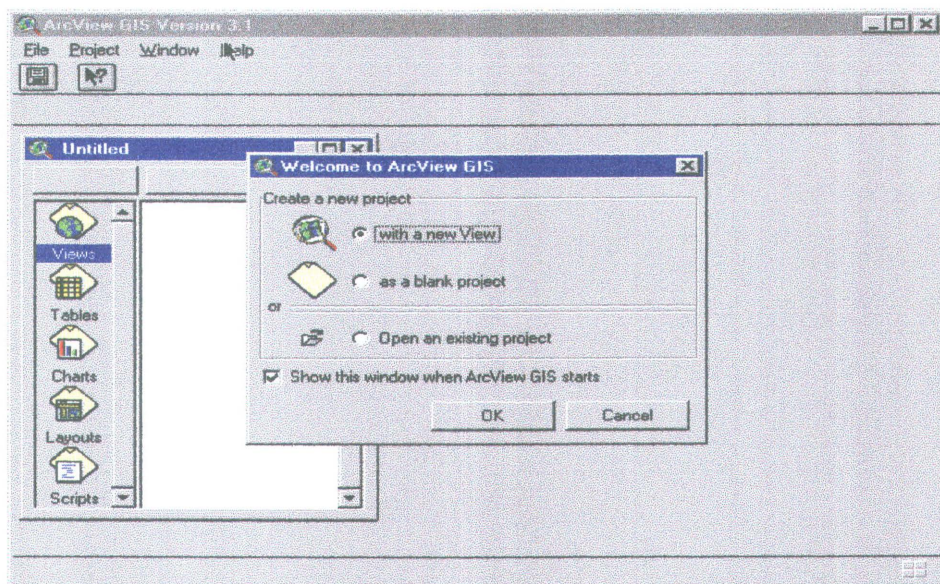 ArcView GIS Version 3.1
File Project Window Help
Untitled
Welcome to ArcView GIS
Create a new project
with a new View
as a blank project
or
Open an existing project
Show this window when ArcView GIS starts
OK Cancel
Views
Tables
Charts
Layouts
Scripts